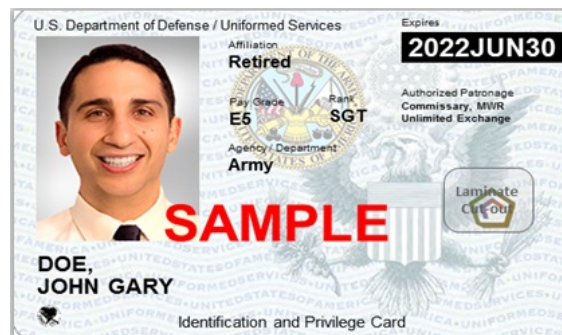 U.S. Department of Defense / Uniformed Services
Expires
2022JUN30
Affiliation
Retired
Pay Grade
E5
Rank
SGT
Agency / Department
Army
Authorized Patronage
Commissary, MWR
Unlimited Exchange
Laminate
Cut-out
SAMPLE
DOE,
JOHN GARY
Identification and Privilege Card